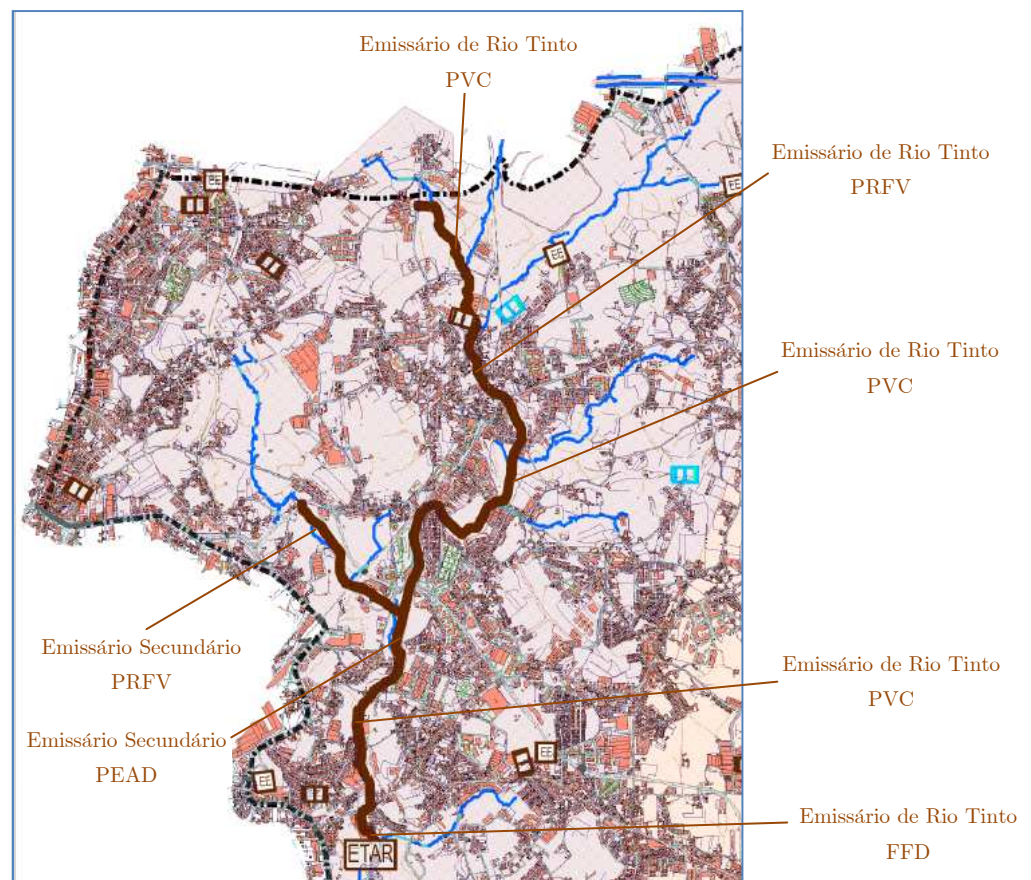 Emissário de Rio Tinto
PVC
Emissário de Rio Tinto
PRFV
EE
EE
EE
Emissário de Rio Tinto
PVC
Emissário Secundário
PRFV
Emissário de Rio Tinto
PVC
Emissário Secundário
PEAD
EE
EE
Emissário de Rio Tinto
FFD
ETAR